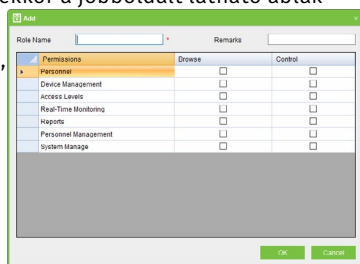 ekkor a jobboldalt látható ablak
,
Add
Role Name * Remarks
Permissions Browse Control
Personnel
Device Management
Access Levels
Real-Time Monitoring
Reports
Personnel Management
System Manage
OK Cancel